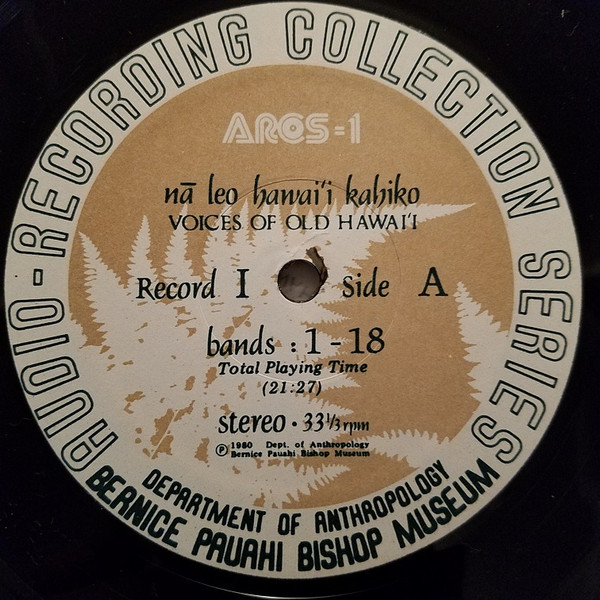 AUDIO-RECORDING COLLECTION SERIES
ARCS-1
nā leo hawai'i kahiko
VOICES OF OLD HAWAI'I
Record I Side A
bands : 1-18
Total Playing Time
(21:27)
stereo · 33⅓ rpm
℗ 1980 Dept. of Anthropology
Bernice Pauahi Bishop Museum
DEPARTMENT OF ANTHROPOLOGY
BERNICE PAUAHI BISHOP MUSEUM